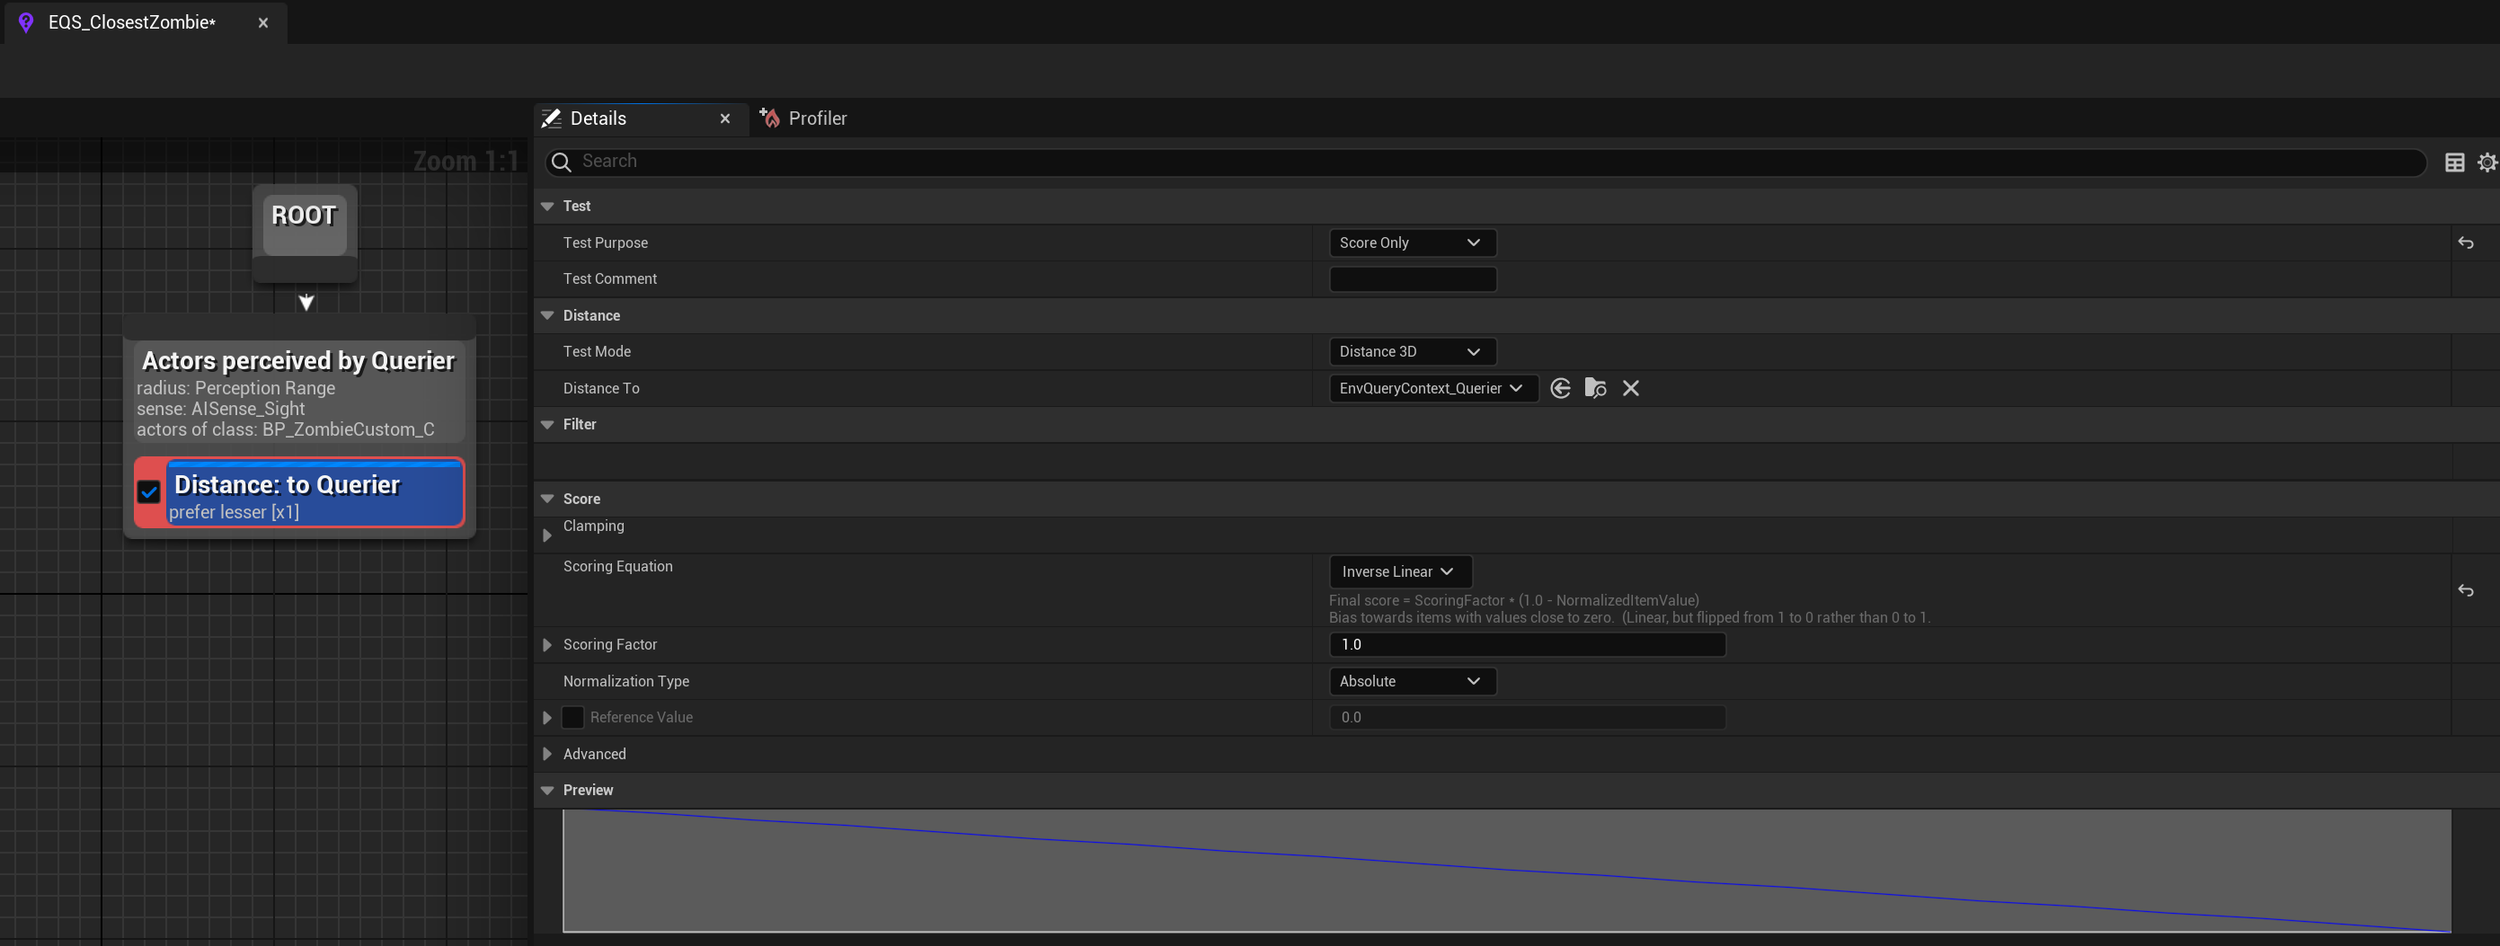 EQS_ClosestZombie*
Details
Profiler
Zoom 1:1
Search
ROOT
Actors perceived by Querier
radius: Perception Range
sense: AISense_Sight
actors of class: BP_ZombieCustom_C
Distance: to Querier
prefer lesser [x1]
Test
Test Purpose
Score Only
Test Comment
Distance
Test Mode
Distance 3D
Distance To
EnvQueryContext_Querier
Filter
Score
Clamping
Scoring Equation
Inverse Linear
Final score = ScoringFactor * (1.0 - NormalizedItemValue)
Bias towards items with values close to zero.  (Linear, but flipped from 1 to 0 rather than 0 to 1.
Scoring Factor
1.0
Normalization Type
Absolute
Reference Value
0.0
Advanced
Preview